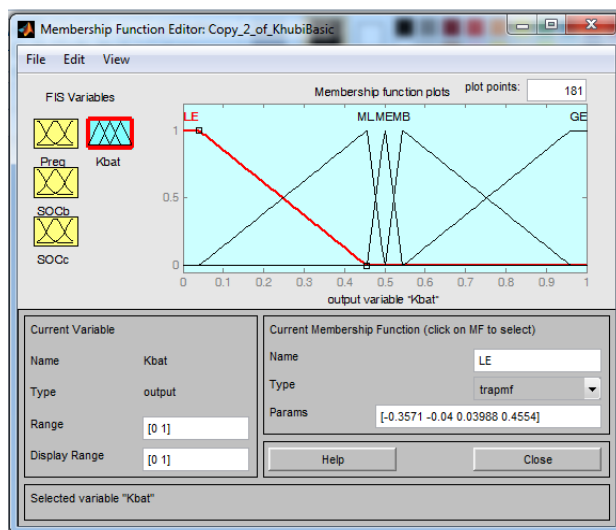 Membership Function Editor: Copy_2_of_KhubiBasic
File Edit View
FIS Variables
Membership function plots
plot points:
181
Preq
Kbat
SOCb
SOCc
LE
ML
ME
MB
GE
1
0.5
0
0 0.1 0.2 0.3 0.4 0.5 0.6 0.7 0.8 0.9 1
output variable "Kbat"
Current Variable
Name Kbat
Type output
Range [0 1]
Display Range [0 1]
Current Membership Function (click on MF to select)
Name LE
Type trapmf
Params [-0.3571 -0.04 0.03988 0.4554]
Help Close
Selected variable "Kbat"